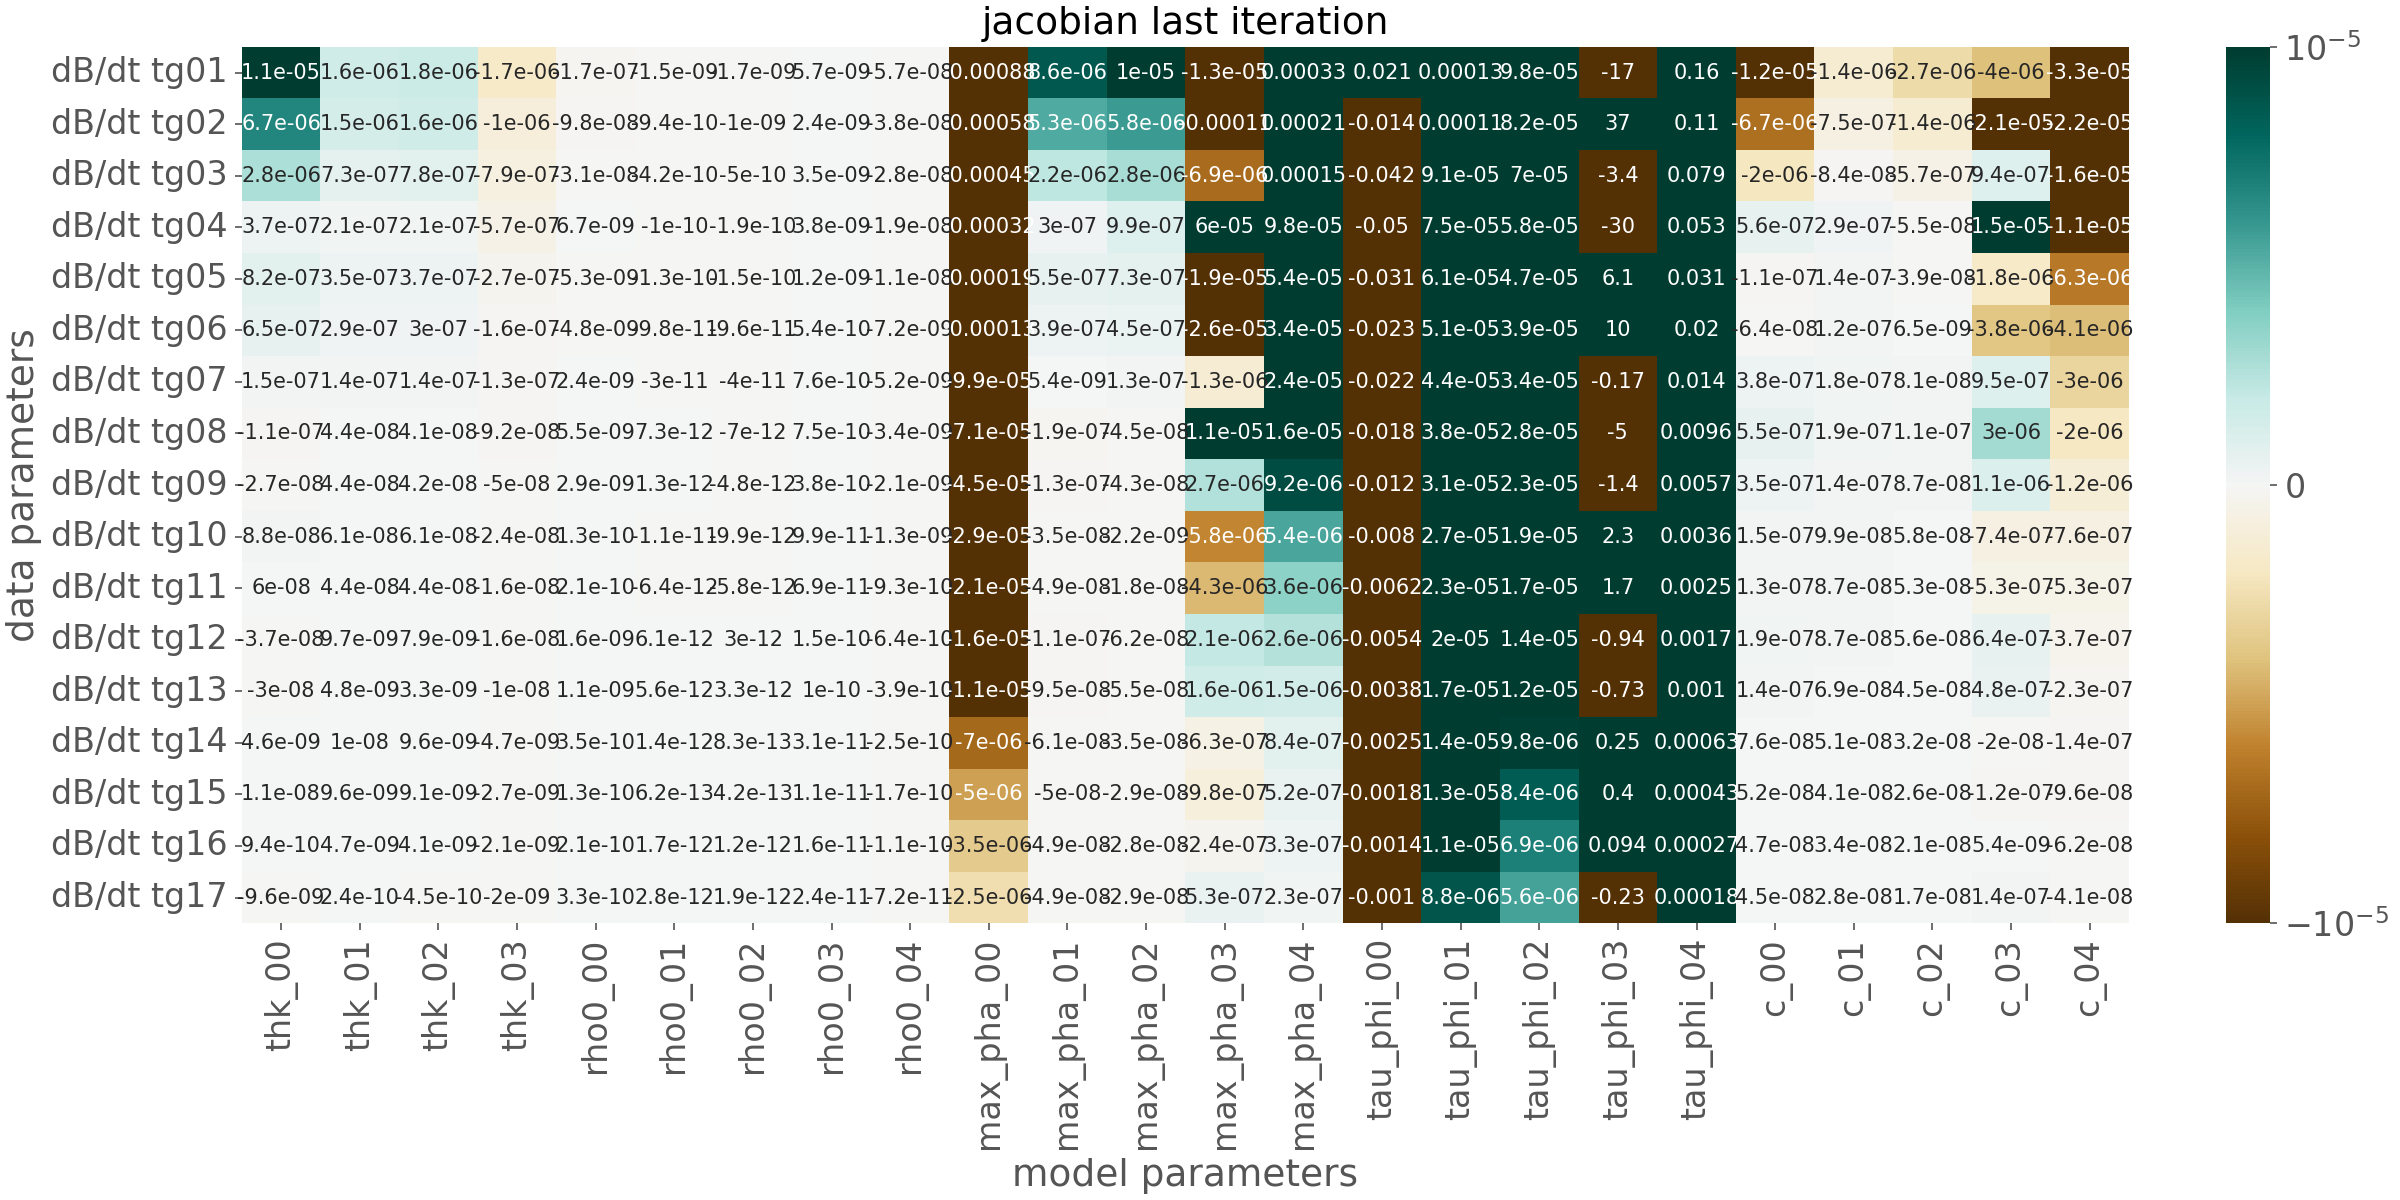 jacobian last iteration
dB/dt tg01 1.1e-05 1.6e-06 1.8e-06 -1.7e-06 -1.7e-07 -1.5e-09 -1.7e-09 5.7e-09 -5.7e-08 -0.00088 8.6e-06 1e-05 -1.3e-05 0.00033 0.021 0.00013 9.8e-05 -17 0.16 -1.2e-05 -1.4e-06 -2.7e-06 -4e-06 -3.3e-05
dB/dt tg02 6.7e-06 1.5e-06 1.6e-06 -1e-06 -9.8e-08 -9.4e-10 -1e-09 2.4e-09 -3.8e-08 -0.00058 5.3e-06 5.8e-06 -0.00011 0.00021 -0.014 0.00011 8.2e-05 37 0.11 -6.7e-06 -7.5e-07 -1.4e-06 -2.1e-05 -2.2e-05
dB/dt tg03 2.8e-06 7.3e-07 7.8e-07 -7.9e-07 -3.1e-08 -4.2e-10 -5e-10 3.5e-09 -2.8e-08 -0.00045 2.2e-06 2.8e-06 -6.9e-06 0.00015 -0.042 9.1e-05 7e-05 -3.4 0.079 -2e-06 -8.4e-08 -5.7e-07 9.4e-07 -1.6e-05
dB/dt tg04 3.7e-07 2.1e-07 2.1e-07 -5.7e-07 6.7e-09 -1e-10 -1.9e-10 3.8e-09 -1.9e-08 -0.00032 3e-07 9.9e-07 6e-05 9.8e-05 -0.05 7.5e-05 5.8e-05 -30 0.053 5.6e-07 2.9e-07 -5.5e-08 1.5e-05 -1.1e-05
dB/dt tg05 8.2e-07 3.5e-07 3.7e-07 -2.7e-07 -5.3e-09 -1.3e-10 -1.5e-10 1.2e-09 -1.1e-08 -0.00019 5.5e-07 7.3e-07 -1.9e-05 5.4e-05 -0.031 6.1e-05 4.7e-05 6.1 0.031 -1.1e-07 1.4e-07 -3.9e-08 -1.8e-06 -6.3e-06
dB/dt tg06 6.5e-07 2.9e-07 3e-07 -1.6e-07 -4.8e-09 -9.8e-11 -9.6e-11 5.4e-10 -7.2e-09 -0.00013 3.9e-07 4.5e-07 -2.6e-05 3.4e-05 -0.023 5.1e-05 3.9e-05 10 0.02 -6.4e-08 1.2e-07 6.5e-09 -3.8e-06 -4.1e-06
dB/dt tg07 1.5e-07 1.4e-07 1.4e-07 -1.3e-07 2.4e-09 -3e-11 -4e-11 7.6e-10 -5.2e-09 -9.9e-05 5.4e-09 1.3e-07 -1.3e-06 2.4e-05 -0.022 4.4e-05 3.4e-05 -0.17 0.014 3.8e-07 1.8e-07 8.1e-08 9.5e-07 -3e-06
dB/dt tg08 -1.1e-07 4.4e-08 4.1e-08 -9.2e-08 5.5e-09 7.3e-12 -7e-12 7.5e-10 -3.4e-09 -7.1e-05 -1.9e-07 -4.5e-08 1.1e-05 1.6e-05 -0.018 3.8e-05 2.8e-05 -5 0.0096 5.5e-07 1.9e-07 1.1e-07 3e-06 -2e-06
dB/dt tg09 -2.7e-08 4.4e-08 4.2e-08 -5e-08 2.9e-09 1.3e-12 -4.8e-12 3.8e-10 -2.1e-09 -4.5e-05 -1.3e-07 -4.3e-08 2.7e-06 9.2e-06 -0.012 3.1e-05 2.3e-05 -1.4 0.0057 3.5e-07 1.4e-07 8.7e-08 1.1e-06 -1.2e-06
dB/dt tg10 8.8e-08 6.1e-08 6.1e-08 -2.4e-08 1.3e-10 -1.1e-11 -9.9e-12 9.9e-11 -1.3e-09 -2.9e-05 -3.5e-08 -2.2e-09 -5.8e-06 5.4e-06 -0.008 2.7e-05 1.9e-05 2.3 0.0036 1.5e-07 9.9e-08 5.8e-08 -7.4e-07 -7.6e-07
dB/dt tg11 6e-08 4.4e-08 4.4e-08 -1.6e-08 2.1e-10 -6.4e-12 -5.8e-12 6.9e-11 -9.3e-10 -2.1e-05 -4.9e-08 -1.8e-08 -4.3e-06 3.6e-06 -0.0062 2.3e-05 1.7e-05 1.7 0.0025 1.3e-07 8.7e-08 5.3e-08 -5.3e-07 -5.3e-07
dB/dt tg12 -3.7e-08 9.7e-09 7.9e-09 -1.6e-08 1.6e-09 6.1e-12 3e-12 1.5e-10 -6.4e-10 -1.6e-05 -1.1e-07 -6.2e-08 2.1e-06 2.6e-06 -0.0054 2e-05 1.4e-05 -0.94 0.0017 1.9e-07 8.7e-08 5.6e-08 6.4e-07 -3.7e-07
dB/dt tg13 -3e-08 4.8e-09 3.3e-09 -1e-08 1.1e-09 5.6e-12 3.3e-12 1e-10 -3.9e-10 -1.1e-05 -9.5e-08 -5.5e-08 1.6e-06 1.5e-06 -0.0038 1.7e-05 1.2e-05 -0.73 0.001 1.4e-07 6.9e-08 4.5e-08 4.8e-07 -2.3e-07
dB/dt tg14 4.6e-09 1e-08 9.6e-09 -4.7e-09 3.5e-10 1.4e-12 8.3e-13 3.1e-11 -2.5e-10 -7e-06 -6.1e-08 -3.5e-08 -6.3e-07 8.4e-07 -0.0025 1.4e-05 9.8e-06 0.25 0.00063 7.6e-08 5.1e-08 3.2e-08 -2e-08 -1.4e-07
dB/dt tg15 1.1e-08 9.6e-09 9.1e-09 -2.7e-09 1.3e-10 6.2e-13 4.2e-13 1.1e-11 -1.7e-10 -5e-06 -5e-08 -2.9e-08 -9.8e-07 5.2e-07 -0.0018 1.3e-05 8.4e-06 0.4 0.00043 5.2e-08 4.1e-08 2.6e-08 -1.2e-07 -9.6e-08
dB/dt tg16 9.4e-10 4.7e-09 4.1e-09 -2.1e-09 2.1e-10 1.7e-12 1.2e-12 1.6e-11 -1.1e-10 -3.5e-06 -4.9e-08 -2.8e-08 -2.4e-07 3.3e-07 -0.0014 1.1e-05 6.9e-06 0.094 0.00027 4.7e-08 3.4e-08 2.1e-08 5.4e-09 -6.2e-08
dB/dt tg17 -9.6e-09 2.4e-10 -4.5e-10 -2e-09 3.3e-10 2.8e-12 1.9e-12 2.4e-11 -7.2e-11 -2.5e-06 -4.9e-08 -2.9e-08 5.3e-07 2.3e-07 -0.001 8.8e-06 5.6e-06 -0.23 0.00018 4.5e-08 2.8e-08 1.7e-08 1.4e-07 -4.1e-08
data parameters
thk_00 thk_01 thk_02 thk_03 rho0_00 rho0_01 rho0_02 rho0_03 rho0_04 max_pha_00 max_pha_01 max_pha_02 max_pha_03 max_pha_04 tau_phi_00 tau_phi_01 tau_phi_02 tau_phi_03 tau_phi_04 c_00 c_01 c_02 c_03 c_04
model parameters
10⁻⁵
0
−10⁻⁵